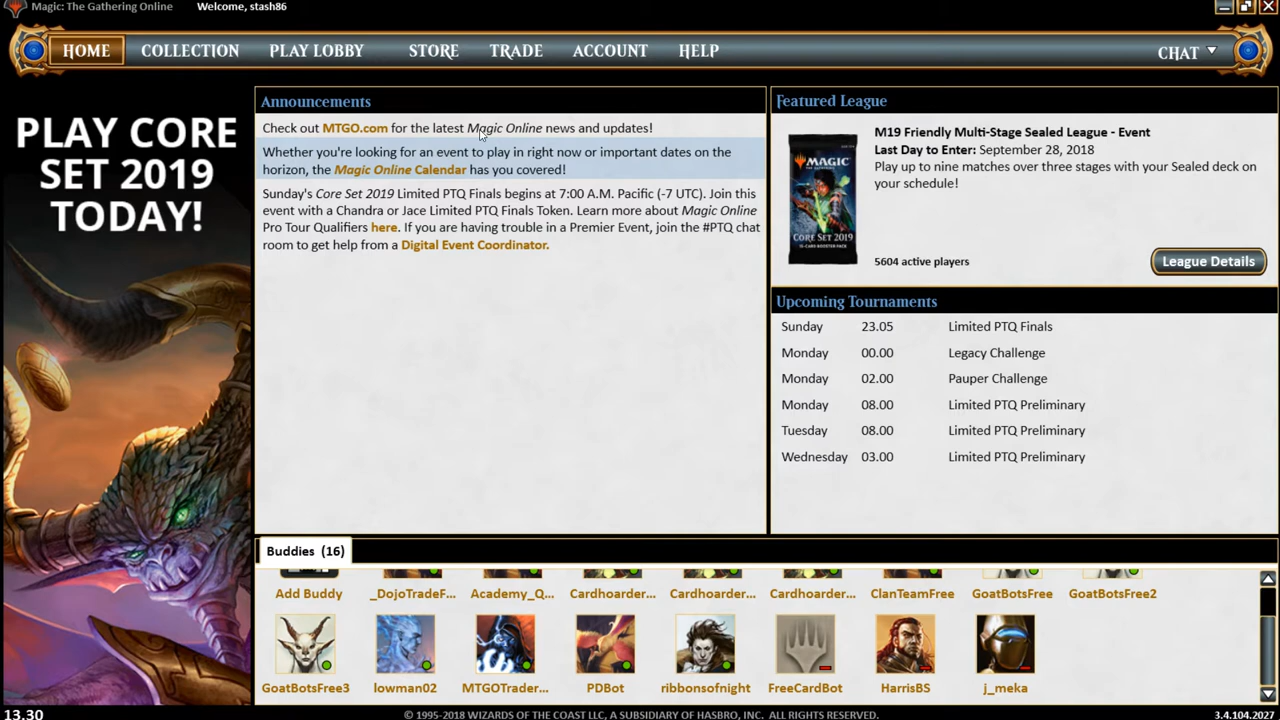 Magic: The Gathering Online Welcome, stash86
HOME COLLECTION PLAY LOBBY STORE TRADE ACCOUNT HELP CHAT
PLAY CORE
SET 2019
TODAY!
Announcements
Check out MTGO.com for the latest Magic Online news and updates!
Whether you're looking for an event to play in right now or important dates on the
horizon, the Magic Online Calendar has you covered!
Sunday's Core Set 2019 Limited PTQ Finals begins at 7:00 A.M. Pacific (-7 UTC). Join this
event with a Chandra or Jace Limited PTQ Finals Token. Learn more about Magic Online
Pro Tour Qualifiers here. If you are having trouble in a Premier Event, join the #PTQ chat
room to get help from a Digital Event Coordinator.
Featured League
MAGIC
CORE SET 2019
15-CARD BOOSTER PACK
M19 Friendly Multi-Stage Sealed League - Event
Last Day to Enter: September 28, 2018
Play up to nine matches over three stages with your Sealed deck on
your schedule!
5604 active players
League Details
Upcoming Tournaments
Sunday 23.05 Limited PTQ Finals
Monday 00.00 Legacy Challenge
Monday 02.00 Pauper Challenge
Monday 08.00 Limited PTQ Preliminary
Tuesday 08.00 Limited PTQ Preliminary
Wednesday 03.00 Limited PTQ Preliminary
Buddies (16)
Add Buddy _DojoTradeF... Academy_Q... Cardhoarder... Cardhoarder... Cardhoarder... ClanTeamFree GoatBotsFree GoatBotsFree2
GoatBotsFree3 lowman02 MTGOTrader... PDBot ribbonsofnight FreeCardBot HarrisBS j_meka
13.30 © 1995-2018 WIZARDS OF THE COAST LLC, A SUBSIDIARY OF HASBRO, INC. ALL RIGHTS RESERVED. 3.4.104.2027